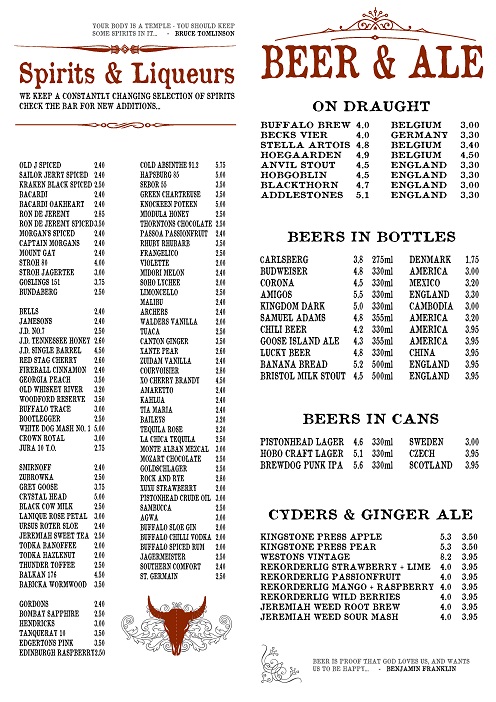 YOUR BODY IS A TEMPLE - YOU SHOULD KEEP
SOME SPIRITS IN IT... - BRUCE TOMLINSON
Spirits & Liqueurs
WE KEEP A CONSTANTLY CHANGING SELECTION OF SPIRITS
CHECK THE BAR FOR NEW ADDITIONS..
OLD J SPICED 2.40
SAILOR JERRY SPICED 2.40
KRAKEN BLACK SPICED 2.50
BACARDI 2.40
BACARDI OAKHEART 2.40
RON DE JEREMY 2.85
RON DE JEREMY SPICED 3.50
MORGAN'S SPICED 2.40
CAPTAIN MORGANS 2.40
MOUNT GAY 2.40
STROH 80 4.00
STROH JAGERTEE 3.00
GOSLINGS 151 3.75
BUNDABERG 2.50
BELLS 2.40
JAMESONS 2.40
J.D. NO.7 2.50
J.D. TENNESSEE HONEY 2.60
J.D. SINGLE BARREL 4.50
RED STAG CHERRY 2.60
FIREBALL CINNAMON 2.40
GEORGIA PEACH 3.50
OLD WHISKEY RIVER 3.20
WOODFORD RESERVE 3.50
BUFFALO TRACE 3.00
BOOTLEGGER 2.50
WHITE DOG MASH NO. 1 5.00
CROWN ROYAL 3.00
JURA 10 Y.O. 2.75
SMIRNOFF 2.40
ZUBROWKA 2.50
GREY GOOSE 3.75
CRYSTAL HEAD 5.00
BLACK COW MILK 2.50
LANIQUE ROSE PETAL 3.00
URSUS ROTER SLOE 2.40
JEREMIAH SWEET TEA 2.50
TODKA BANOFFEE 2.00
TODKA HAZLENUT 2.00
THUNDER TOFFEE 2.50
BALKAN 176 4.50
BABICKA WORMWOOD 3.50
GORDONS 2.40
BOMBAY SAPPHIRE 2.50
HENDRICKS 3.00
TANQUERAY 10 3.50
EDGERTONS PINK 3.50
EDINBURGH RASPBERRY 2.50
COLD ABSINTHE 91.2 5.75
HAPSBURG 85 5.00
SEBOR 55 3.50
GREEN CHARTREUSE 3.50
KNOCKEEN POTEEN 5.00
MODULA HONEY 2.50
THORNTONS CHOCOLATE 2.50
PASSOA PASSIONFRUIT 2.40
RHUBY RHUBARB 3.50
FRANGELICO 2.50
VIOLETTE 2.00
MIDORI MELON 2.40
SOHO LYCHEE 2.00
LIMONCELLO 2.50
MALIBU 2.40
ARCHERS 2.40
WALDERS VANILLA 2.00
TUACA 2.50
CANTON GINGER 3.50
XANTE PEAR 2.60
ZUIDAM VANILLA 2.40
COURVOISIER 2.80
XO CHERRY BRANDY 4.50
AMARETTO 2.40
KAHLUA 2.40
TIA MARIA 2.40
BAILEYS 3.20
TEQUILA ROSE 2.30
LA CHICA TEQUILA 2.50
MONTE ALBAN MEZCAL 3.00
MOZART CHOCOLATE 2.50
GOLDSCHLAGER 2.50
ROCK AND RYE 2.80
XUXU STRAWBERRY 2.00
PISTONHEAD CRUDE OIL 2.00
SAMBUCCA 2.50
AGWA 3.00
BUFFALO SLOE GIN 2.00
BUFFALO CHILLI VODKA 2.00
BUFFALO SPICED RUM 2.00
JAGERMEISTER 2.50
SOUTHERN COMFORT 2.40
ST. GERMAIN 2.50
BEER & ALE
ON DRAUGHT
BUFFALO BREW 4.0 BELGIUM 3.00
BECKS VIER 4.0 GERMANY 3.30
STELLA ARTOIS 4.8 BELGIUM 3.40
HOEGAARDEN 4.9 BELGIUM 4.50
ANVIL STOUT 4.5 ENGLAND 3.30
HOBGOBLIN 4.5 ENGLAND 3.30
BLACKTHORN 4.7 ENGLAND 3.00
ADDLESTONES 5.1 ENGLAND 3.30
BEERS IN BOTTLES
CARLSBERG 3.8 275ml DENMARK 1.75
BUDWEISER 4.8 330ml AMERICA 3.00
CORONA 4.5 330ml MEXICO 3.20
AMIGOS 5.5 330ml ENGLAND 3.30
KINGDOM DARK 5.0 330ml CAMBODIA 3.00
SAMUEL ADAMS 4.8 355ml AMERICA 3.20
CHILI BEER 4.2 330ml AMERICA 3.95
GOOSE ISLAND ALE 4.3 355ml AMERICA 3.95
LUCKY BEER 4.8 330ml CHINA 3.95
BANANA BREAD 5.2 500ml ENGLAND 3.95
BRISTOL MILK STOUT 4.5 500ml ENGLAND 3.95
BEERS IN CANS
PISTONHEAD LAGER 4.6 330ml SWEDEN 3.00
HOBO CRAFT LAGER 5.1 330ml CZECH 3.95
BREWDOG PUNK IPA 5.6 330ml SCOTLAND 3.95
CYDERS & GINGER ALE
KINGSTONE PRESS APPLE 5.3 3.50
KINGSTONE PRESS PEAR 5.3 3.50
WESTONS VINTAGE 8.2 3.95
REKORDERLIG STRAWBERRY + LIME 4.0 3.95
REKORDERLIG PASSIONFRUIT 4.0 3.95
REKORDERLIG MANGO + RASPBERRY 4.0 3.95
REKORDERLIG WILD BERRIES 4.0 3.95
JEREMIAH WEED ROOT BREW 4.0 3.95
JEREMIAH WEED SOUR MASH 4.0 3.95
BEER IS PROOF THAT GOD LOVES US, AND WANTS
US TO BE HAPPY... - BENJAMIN FRANKLIN